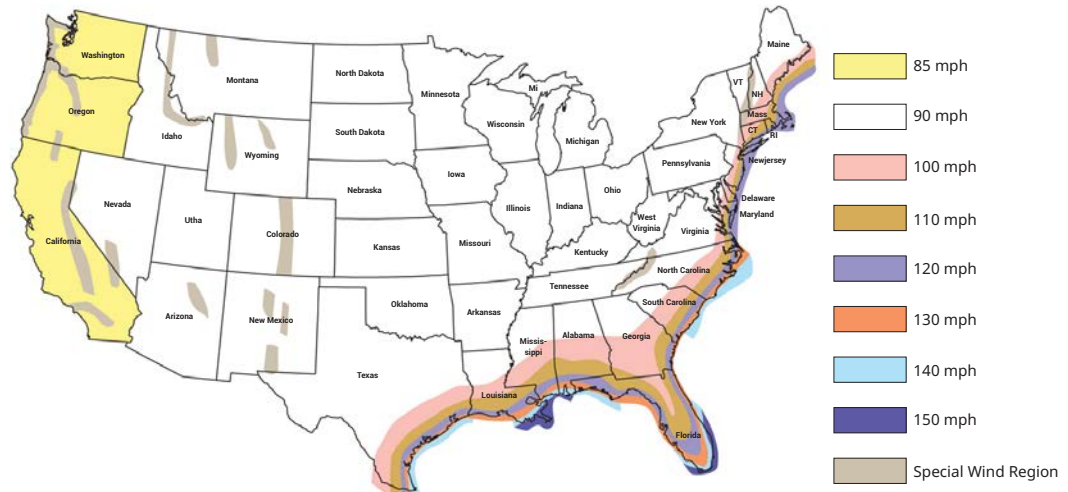 Washington
Oregon
California
Nevada
Idaho
Montana
Wyoming
Utha
Colorado
Arizona
New Mexico
North Dakota
South Dakota
Nebraska
Kansas
Oklahoma
Texas
Minnesota
Iowa
Missouri
Arkansas
Louisiana
Wisconsin
Mi
Michigan
Illinois
Indiana
Ohio
Kentucky
Tennessee
Missis-
sippi
Alabama
Georgia
Florida
South Carolina
North Carolina
Virginia
West
Virginia
Pennsylvania
New York
VT
NH
Maine
Mass
CT
RI
Newjersey
Delaware
Maryland
85 mph
90 mph
100 mph
110 mph
120 mph
130 mph
140 mph
150 mph
Special Wind Region